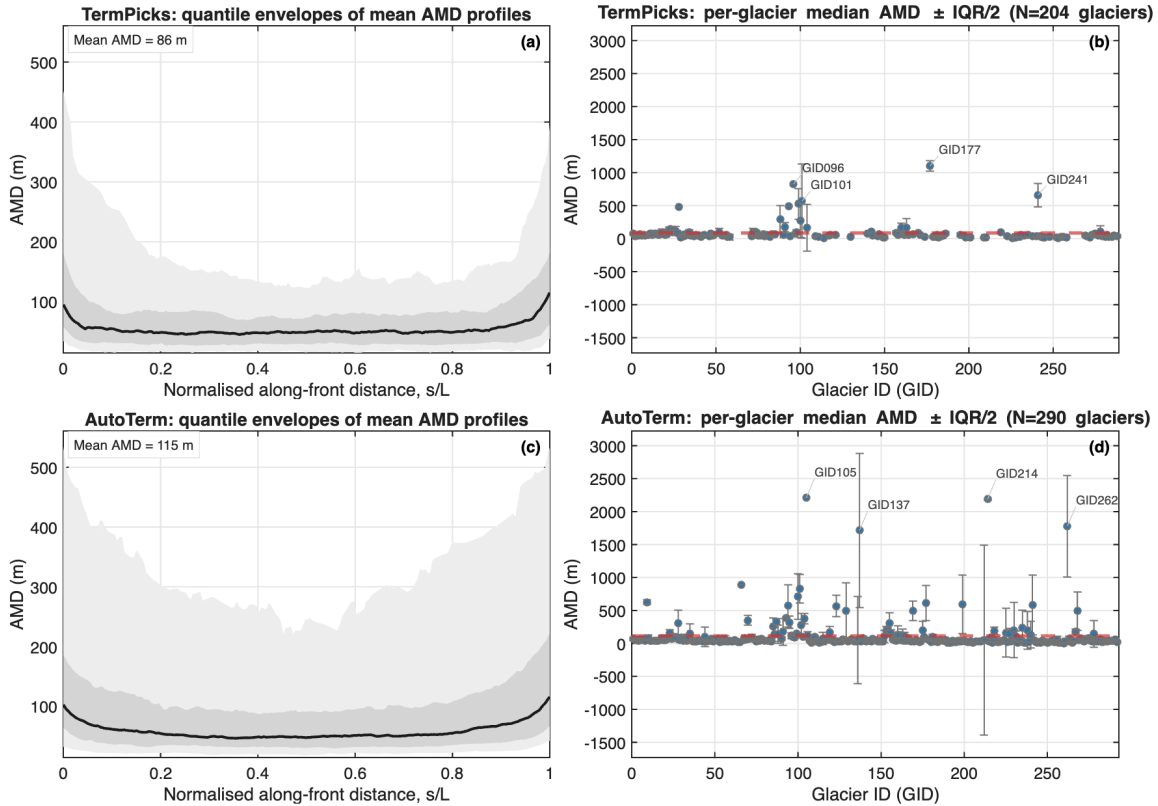 TermPicks: quantile envelopes of mean AMD profiles
Mean AMD = 86 m
(a)
500
400
300
200
100
AMD (m)
0 0.2 0.4 0.6 0.8 1
Normalised along-front distance, s/L
TermPicks: per-glacier median AMD ± IQR/2 (N=204 glaciers)
(b)
3000
2500
2000
1500
1000
500
0
-500
-1000
-1500
AMD (m)
GID177
GID096
GID101
GID241
0 50 100 150 200 250
Glacier ID (GID)
AutoTerm: quantile envelopes of mean AMD profiles
Mean AMD = 115 m
(c)
500
400
300
200
100
AMD (m)
0 0.2 0.4 0.6 0.8 1
Normalised along-front distance, s/L
AutoTerm: per-glacier median AMD ± IQR/2 (N=290 glaciers)
(d)
3000
2500
2000
1500
1000
500
0
-500
-1000
-1500
AMD (m)
GID105
GID137
GID214
GID262
0 50 100 150 200 250
Glacier ID (GID)